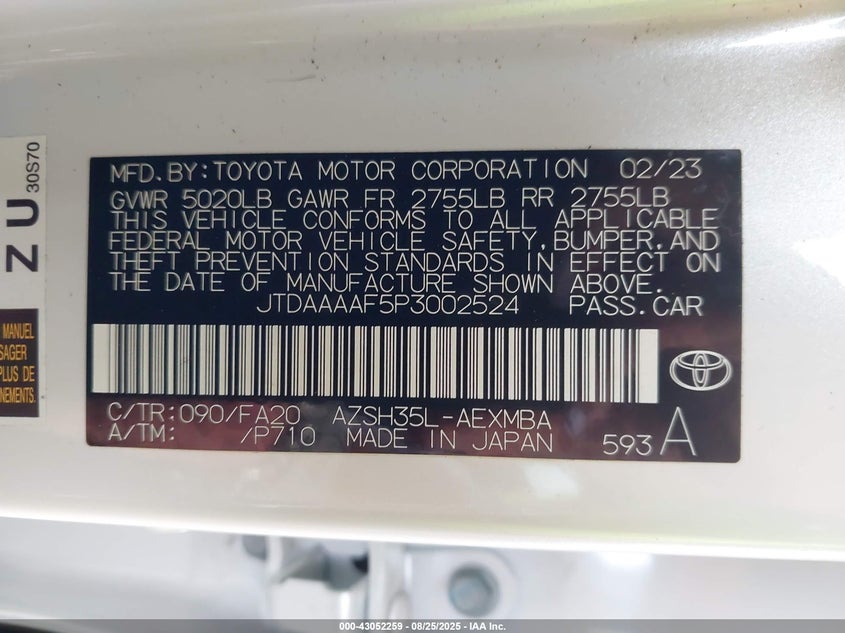 MFD.BY:TOYOTA MOTOR CORPORATION 02/23
GVWR 5020LB GAWR FR 2755LB RR 2755LB
THIS VEHICLE CONFORMS TO ALL APPLICABLE
FEDERAL MOTOR VEHICLE SAFETY,BUMPER,AND
THEFT PREVENTION STANDARDS IN EFFECT ON
THE DATE OF MANUFACTURE SHOWN ABOVE.
JTDAAAAF5P3002524 PASS.CAR
C/TR:090/FA20 AZSH35L-AEXMBA
A/TM: /P710 MADE IN JAPAN 593 A
ZU
30S70
MANUEL
SAGER
PLUS DE
NEMENTS.
000-43052259 - 08/25/2025 - IAA Inc.